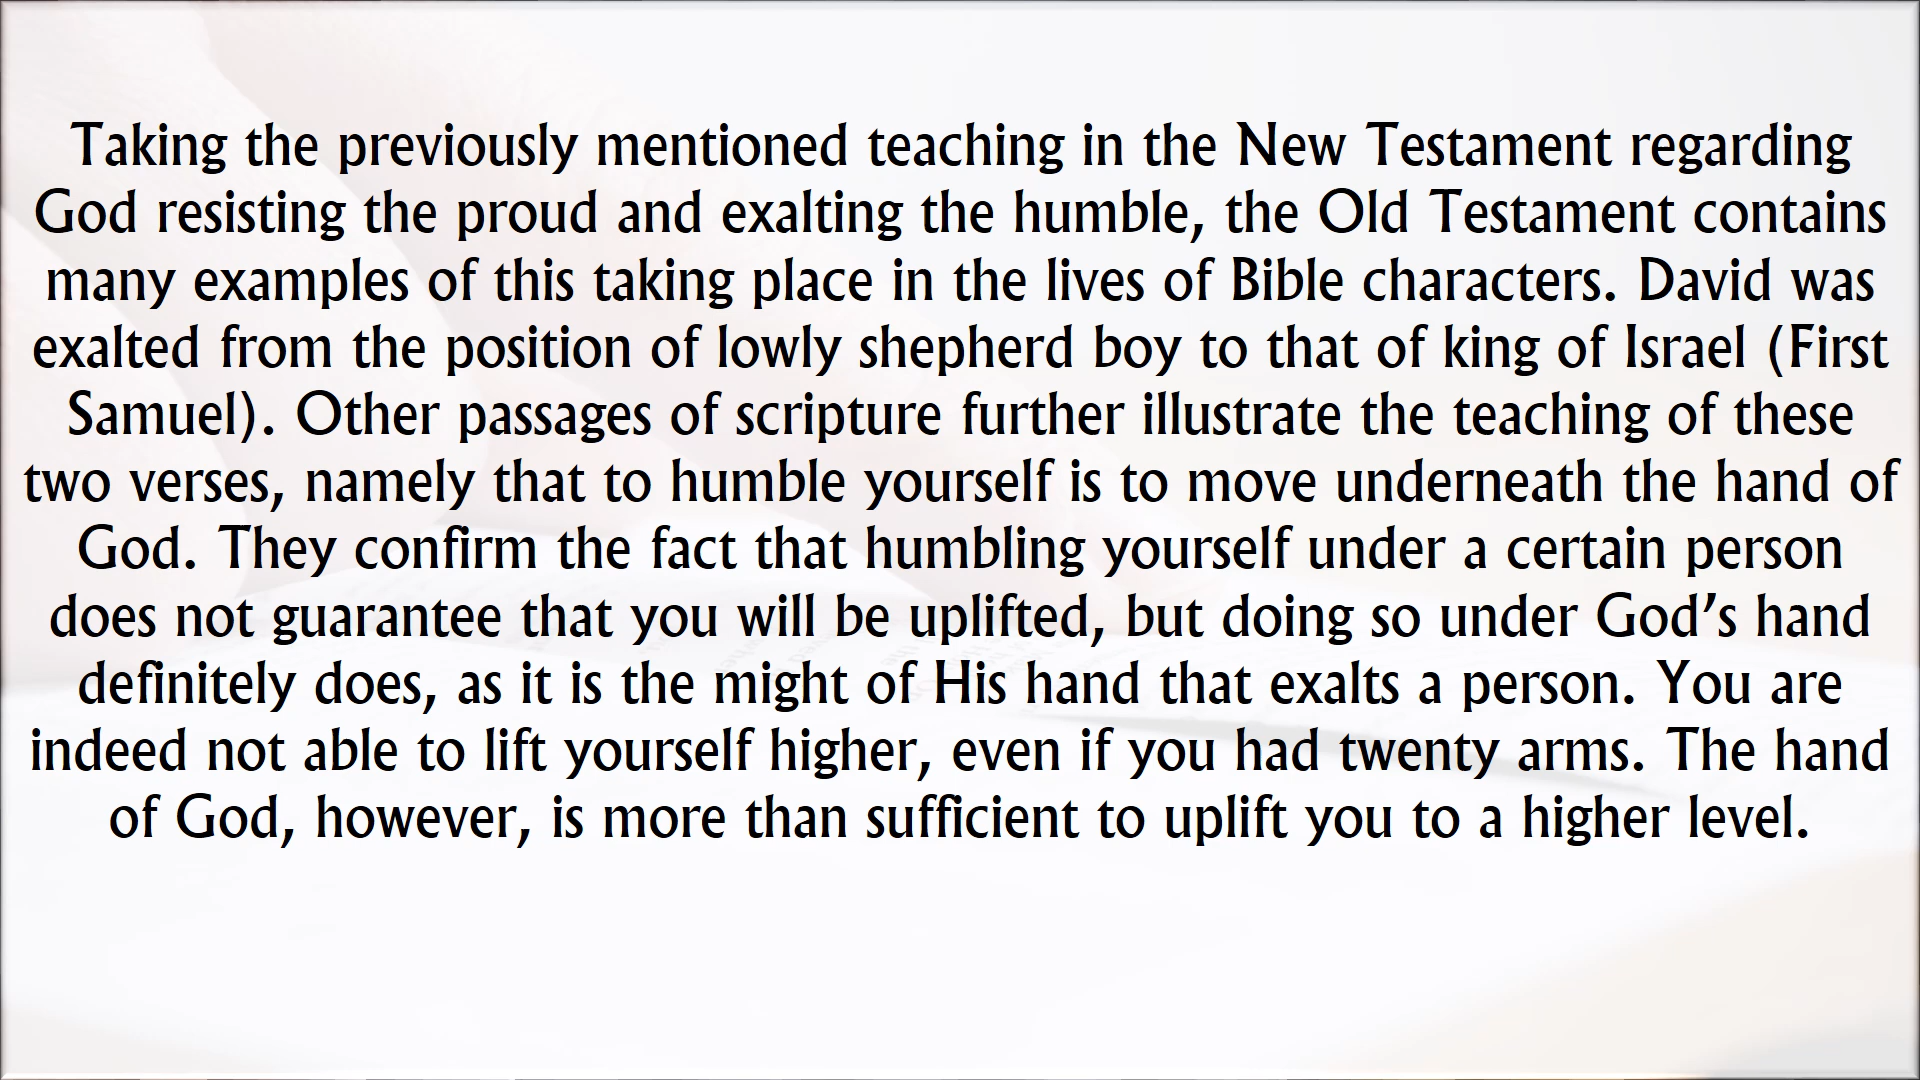 Taking the previously mentioned teaching in the New Testament regarding
God resisting the proud and exalting the humble, the Old Testament contains
many examples of this taking place in the lives of Bible characters. David was
exalted from the position of lowly shepherd boy to that of king of Israel (First
Samuel). Other passages of scripture further illustrate the teaching of these
two verses, namely that to humble yourself is to move underneath the hand of
God. They confirm the fact that humbling yourself under a certain person
does not guarantee that you will be uplifted, but doing so under God’s hand
definitely does, as it is the might of His hand that exalts a person. You are
indeed not able to lift yourself higher, even if you had twenty arms. The hand
of God, however, is more than sufficient to uplift you to a higher level.